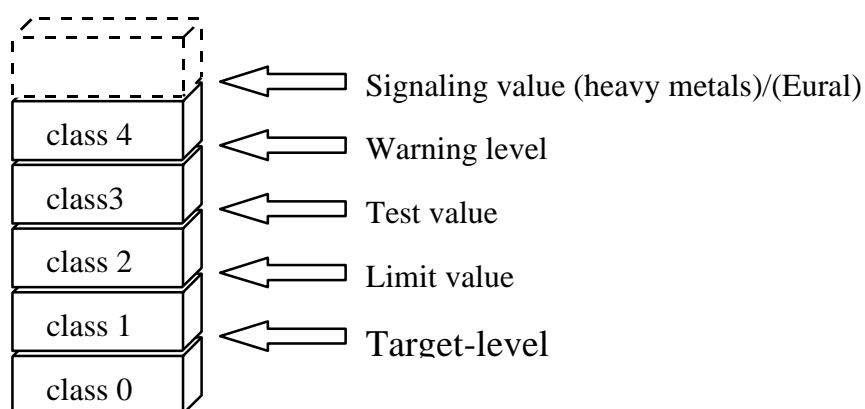 Signaling value (heavy metals)/(Eural)
class 4
Warning level
class3
Test value
class 2
Limit value
class 1
Target-level
class 0